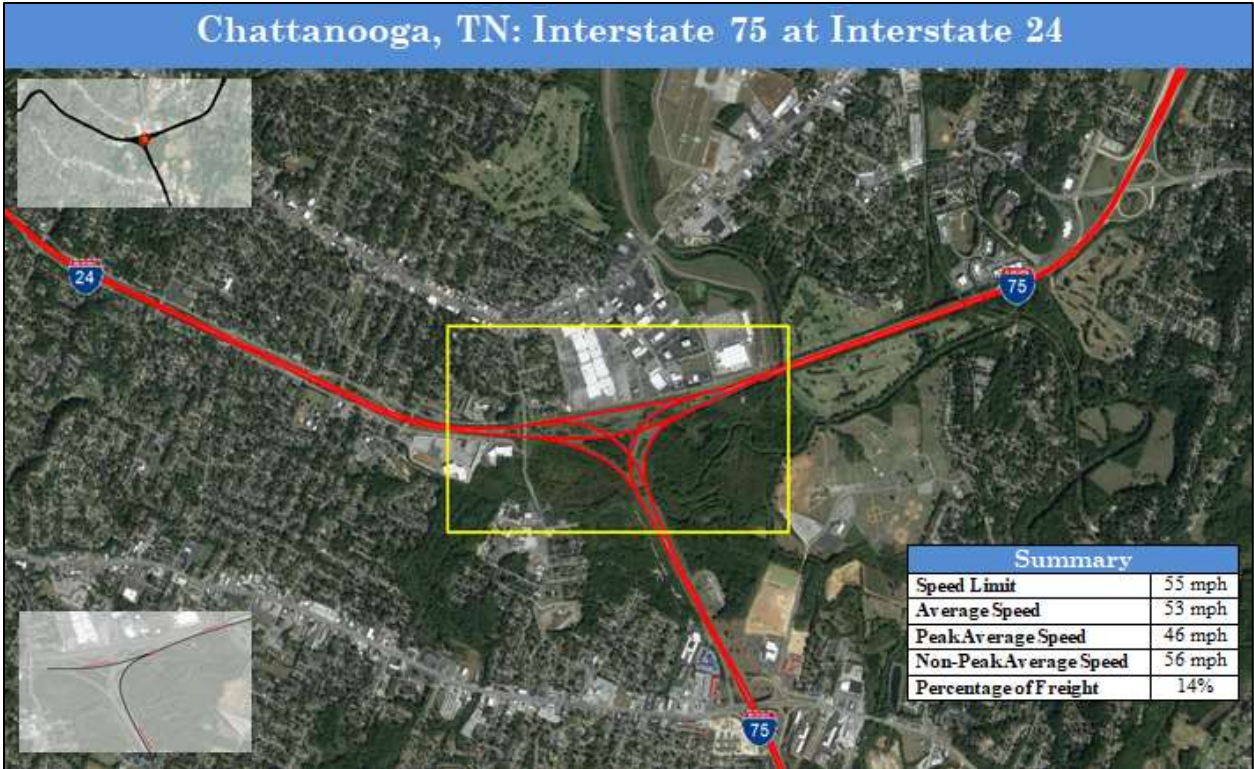 Chattanooga, TN: Interstate 75 at Interstate 24
24
75
Summary
Speed Limit 55 mph
Average Speed 53 mph
Peak Average Speed 46 mph
Non-Peak Average Speed 56 mph
Percentage of Freight 14%
75